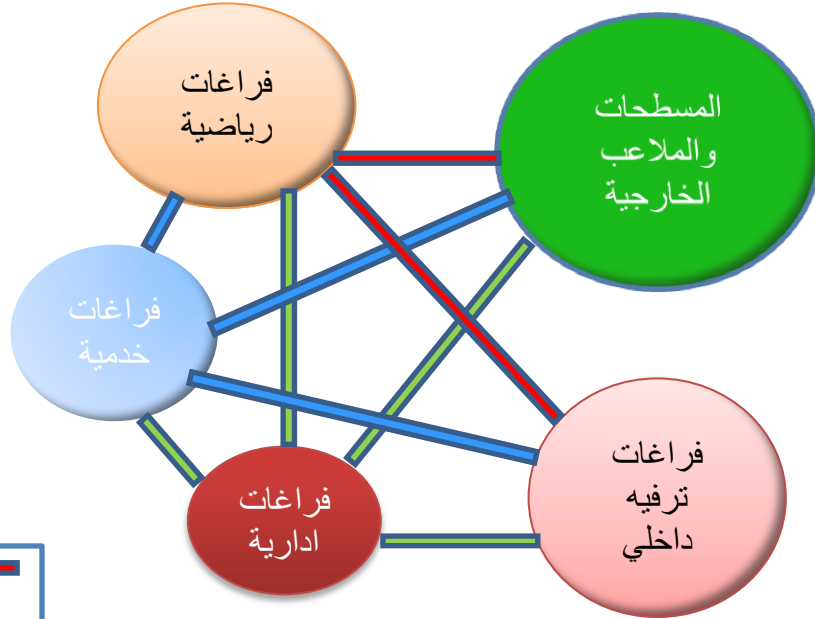 فراغات
رياضية
المسطحات
والملاعب
الخارجية
فراغات
خدمية
فراغات
ترفيه
داخلي
فراغات
ادارية